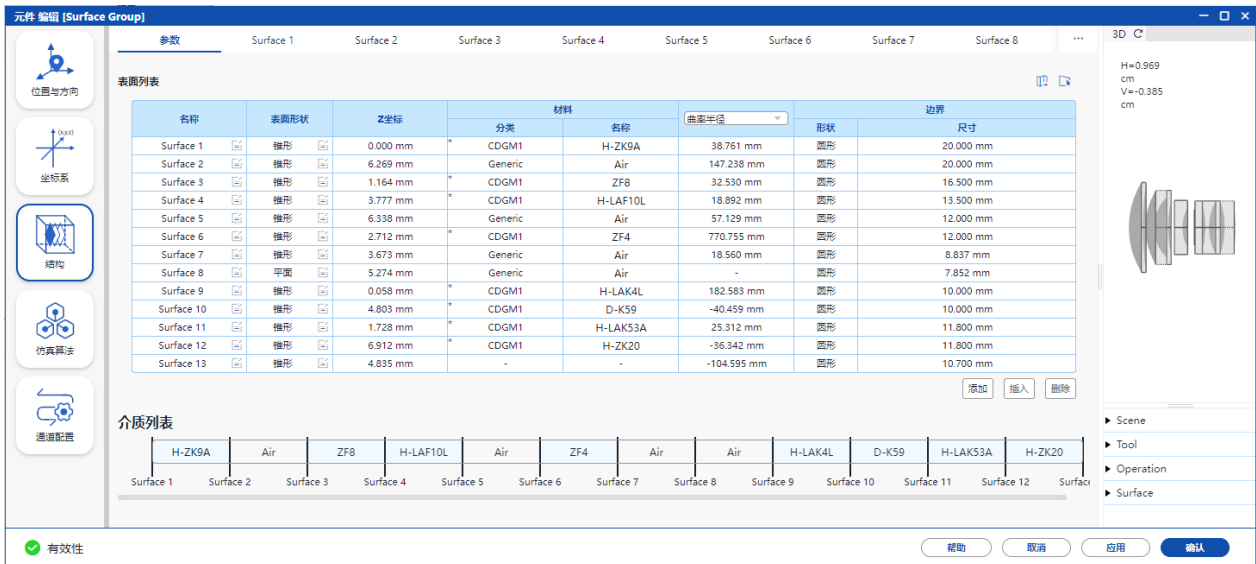 元件 编辑 [Surface Group]
参数 Surface 1 Surface 2 Surface 3 Surface 4 Surface 5 Surface 6 Surface 7 Surface 8 ...
3D
H=0.969
cm
V=-0.385
cm
位置与方向
(x,y,z)
坐标系
结构
仿真算法
通道配置
表面列表
名称 表面形状 Z坐标 材料 曲率半径 边界
分类 名称 形状 尺寸
Surface 1 锥形 0.000 mm * CDGM1 H-ZK9A 38.761 mm 圆形 20.000 mm
Surface 2 锥形 6.269 mm Generic Air 147.238 mm 圆形 20.000 mm
Surface 3 锥形 1.164 mm * CDGM1 ZF8 32.530 mm 圆形 16.500 mm
Surface 4 锥形 3.777 mm * CDGM1 H-LAF10L 18.892 mm 圆形 13.500 mm
Surface 5 锥形 6.338 mm Generic Air 57.129 mm 圆形 12.000 mm
Surface 6 锥形 2.712 mm * CDGM1 ZF4 770.755 mm 圆形 12.000 mm
Surface 7 锥形 3.673 mm Generic Air 18.560 mm 圆形 8.837 mm
Surface 8 平面 5.274 mm Generic Air - 圆形 7.852 mm
Surface 9 锥形 0.058 mm * CDGM1 H-LAK4L 182.583 mm 圆形 10.000 mm
Surface 10 锥形 4.803 mm * CDGM1 D-K59 -40.459 mm 圆形 10.000 mm
Surface 11 锥形 1.728 mm * CDGM1 H-LAK53A 25.312 mm 圆形 11.800 mm
Surface 12 锥形 6.912 mm * CDGM1 H-ZK20 -36.342 mm 圆形 11.800 mm
Surface 13 锥形 4.835 mm - - -104.595 mm 圆形 10.700 mm
添加 插入 删除
介质列表
H-ZK9A Air ZF8 H-LAF10L Air ZF4 Air Air H-LAK4L D-K59 H-LAK53A H-ZK20
Surface 1 Surface 2 Surface 3 Surface 4 Surface 5 Surface 6 Surface 7 Surface 8 Surface 9 Surface 10 Surface 11 Surface 12 Surface
Scene
Tool
Operation
Surface
有效性
帮助 取消 应用 确认